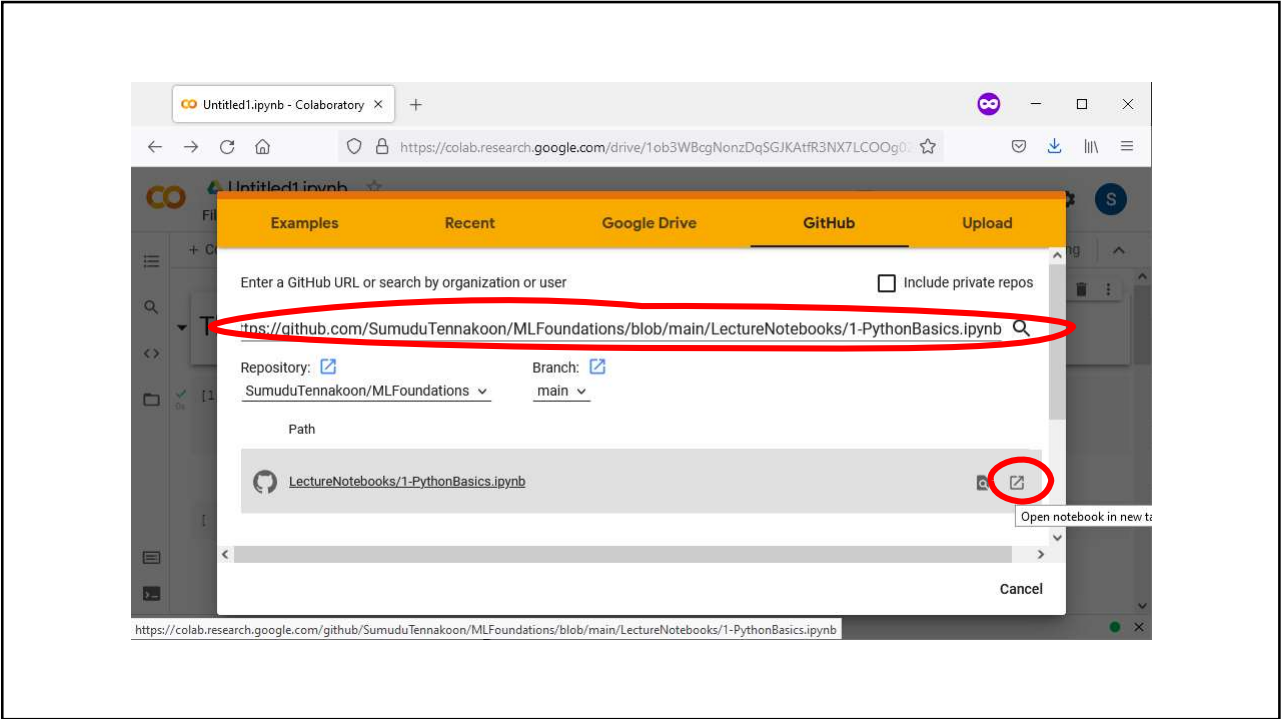 Untitled1.ipynb - Colaboratory
https://colab.research.google.com/drive/1ob3WBcgNonzDqSGJKAtfR3NX7LCOOg0
Untitled1.ipynb
S
Examples Recent Google Drive GitHub Upload
Enter a GitHub URL or search by organization or user Include private repos
tps://github.com/SumuduTennakoon/MLFoundations/blob/main/LectureNotebooks/1-PythonBasics.ipynb
Repository: Branch:
SumuduTennakoon/MLFoundations main
Path
LectureNotebooks/1-PythonBasics.ipynb
Open notebook in new ta
Cancel
https://colab.research.google.com/github/SumuduTennakoon/MLFoundations/blob/main/LectureNotebooks/1-PythonBasics.ipynb